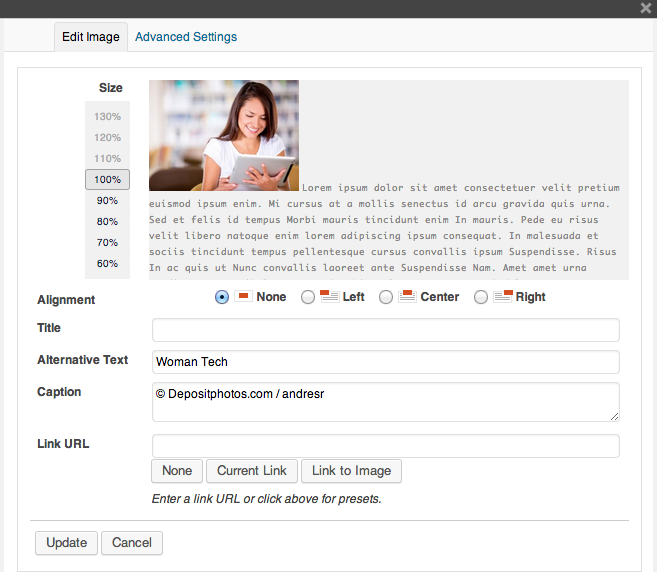 Edit Image
Advanced Settings
Size
130%
120%
110%
100%
90%
80%
70%
60%
Lorem ipsum dolor sit amet consectetuer velit pretium
euismod ipsum enim. Mi cursus at a mollis senectus id arcu gravida quis urna.
Sed et felis id tempus Morbi mauris tincidunt enim In mauris. Pede eu risus
velit libero natoque enim lorem adipiscing ipsum consequat. In malesuada et
sociis tincidunt tempus pellentesque cursus convallis ipsum Suspendisse. Risus
In ac quis ut Nunc convallis laoreet ante Suspendisse Nam. Amet amet urna
Alignment
None Left Center Right
Title
Alternative Text Woman Tech
Caption © Depositphotos.com / andresr
Link URL
None Current Link Link to Image
Enter a link URL or click above for presets.
Update Cancel